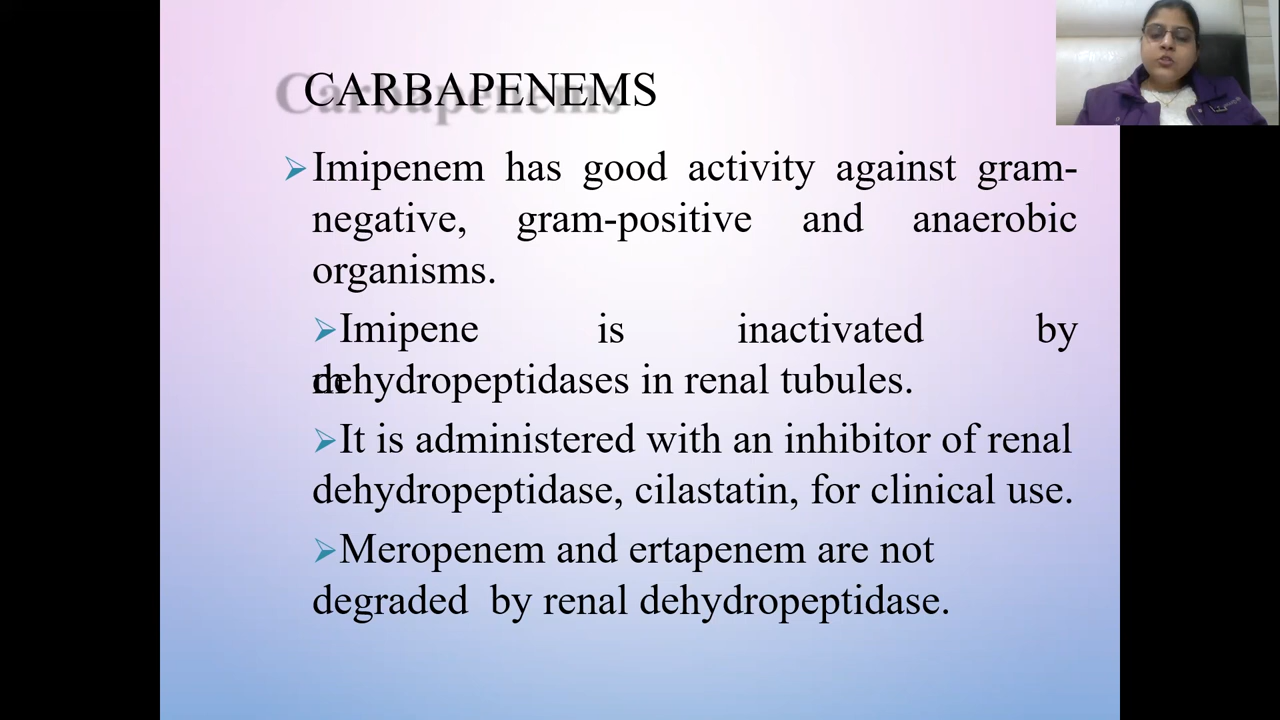 CARBAPENEMS
➢Imipenem has good activity against gram-
negative, gram-positive and anaerobic
organisms.
➢Imipene is inactivated by
m
dehydropeptidases in renal tubules.
➢It is administered with an inhibitor of renal
dehydropeptidase, cilastatin, for clinical use.
➢Meropenem and ertapenem are not
degraded by renal dehydropeptidase.